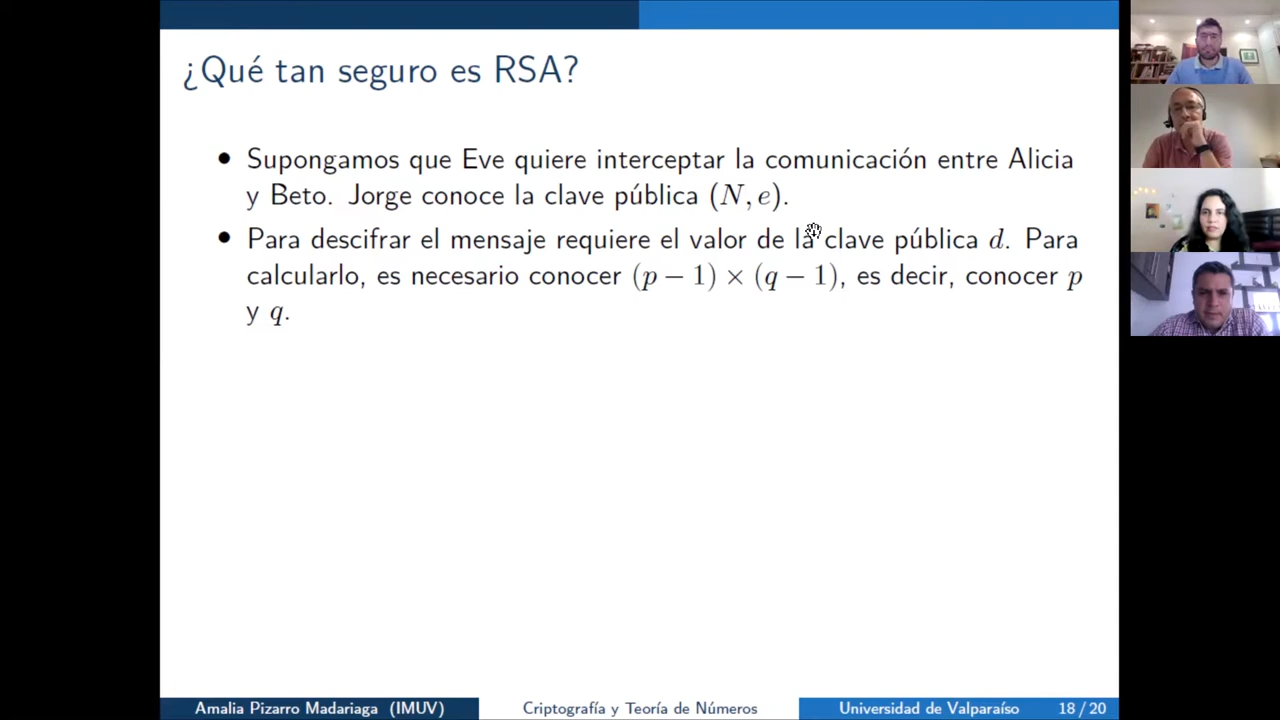 ¿Qué tan seguro es RSA?
• Supongamos que Eve quiere interceptar la comunicación entre Alicia
y Beto. Jorge conoce la clave pública (N, e).
• Para descifrar el mensaje requiere el valor de la clave pública d. Para
calcularlo, es necesario conocer (p − 1) × (q − 1), es decir, conocer p
y q.
Amalia Pizarro Madariaga (IMUV)
Criptografía y Teoría de Números
Universidad de Valparaíso
18 / 20